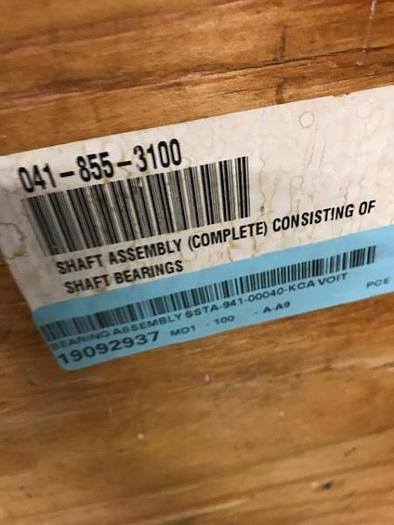 041-855-3100
SHAFT ASSEMBLY (COMPLETE) CONSISTING OF
SHAFT BEARINGS
BEARING ASSEMBLY SSTA-941-00040-KCA VOIT
PCE
19092937 MD1 - 100 - A-A9